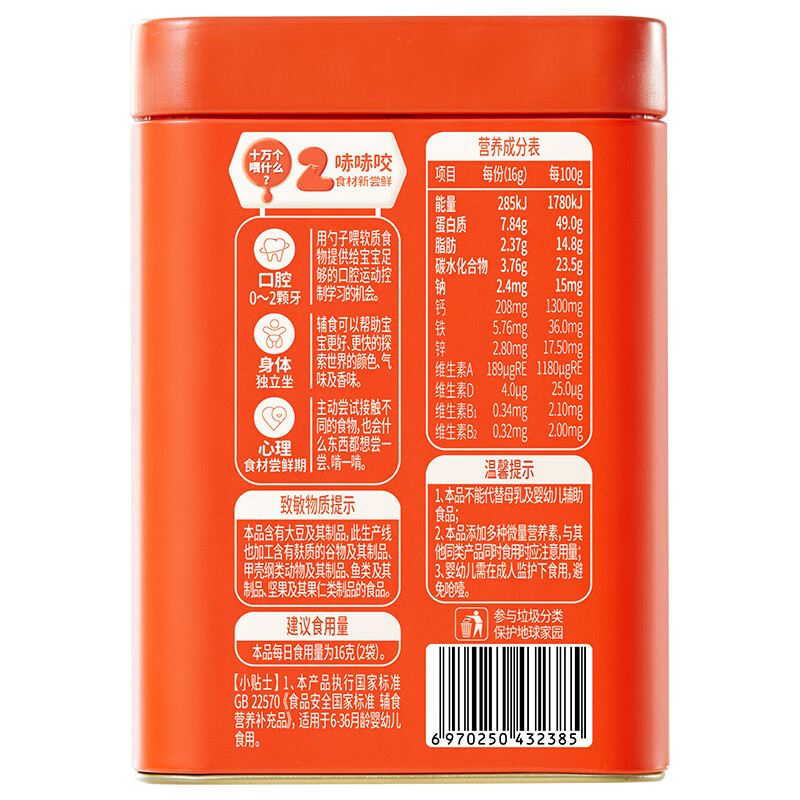 十万个
喂什么
?
2
哧哧咬
食材新尝鲜
口腔
0～2颗牙
用勺子喂软质食
物提供给宝宝足
够的口腔运动控
制学习的机会。
身体
独立坐
辅食可以帮助宝
宝更好、更快的探
索世界的颜色、气
味及香味。
心理
食材尝鲜期
主动尝试接触不
同的食物，也会什
么东西都想尝一
尝、啃一啃。
致敏物质提示
本品含有大豆及其制品，此生产线
也加工含有麸质的谷物及其制品、
甲壳纲类动物及其制品、鱼类及其
制品、坚果及其果仁类制品的食品。
建议食用量
本品每日食用量为16克(2袋)。
【小贴士】1、本产品执行国家标准
GB 22570《食品安全国家标准 辅食
营养补充品》，适用于6-36月龄婴幼儿
食用。
营养成分表
项目 每份(16g) 每100g
能量 285kJ 1780kJ
蛋白质 7.84g 49.0g
脂肪 2.37g 14.8g
碳水化合物 3.76g 23.5g
钠 2.4mg 15mg
钙 208mg 1300mg
铁 5.76mg 36.0mg
锌 2.80mg 17.50mg
维生素A 189μgRE 1180μgRE
维生素D 4.0μg 25.0μg
维生素B₁ 0.34mg 2.10mg
维生素B₂ 0.32mg 2.00mg
温馨提示
1、本品不能代替母乳及婴幼儿辅助
食品；
2、本品添加多种微量营养素，与其
他同类产品同时食用时应注意用量；
3、婴幼儿需在成人监护下食用，避
免呛噎。
参与垃圾分类
保护地球家园
6 970250 432385